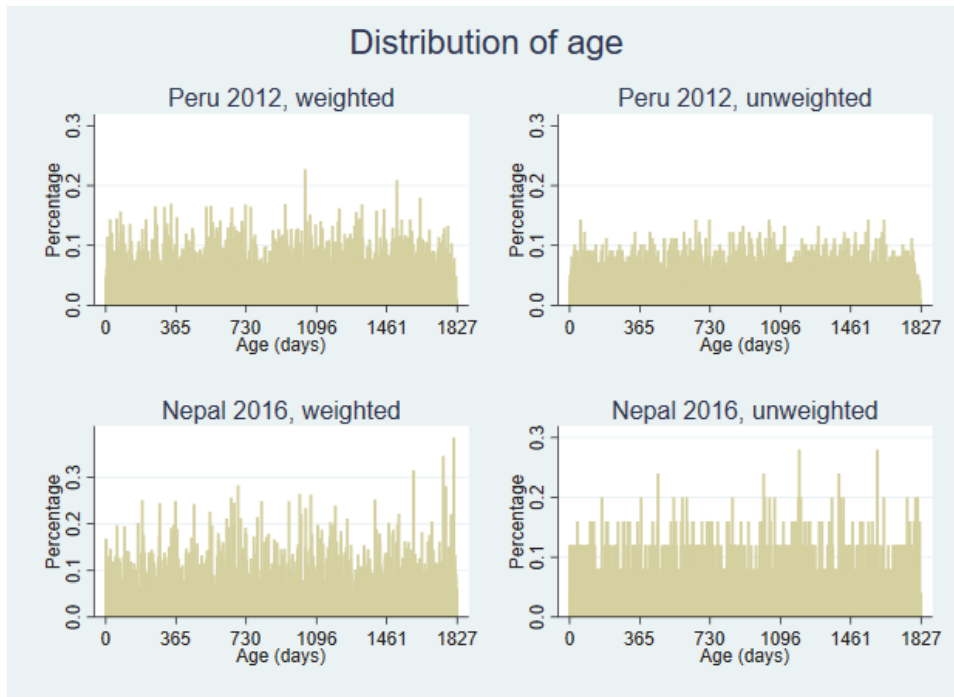 Distribution of age
Peru 2012, weighted
Percentage
0.3
0.2
0.1
0.0
0 365 730 1096 1461 1827
Age (days)
Peru 2012, unweighted
Percentage
0.3
0.2
0.1
0.0
0 365 730 1096 1461 1827
Age (days)
Nepal 2016, weighted
Percentage
0.3
0.2
0.1
0.0
0 365 730 1096 1461 1827
Age (days)
Nepal 2016, unweighted
Percentage
0.3
0.2
0.1
0.0
0 365 730 1096 1461 1827
Age (days)